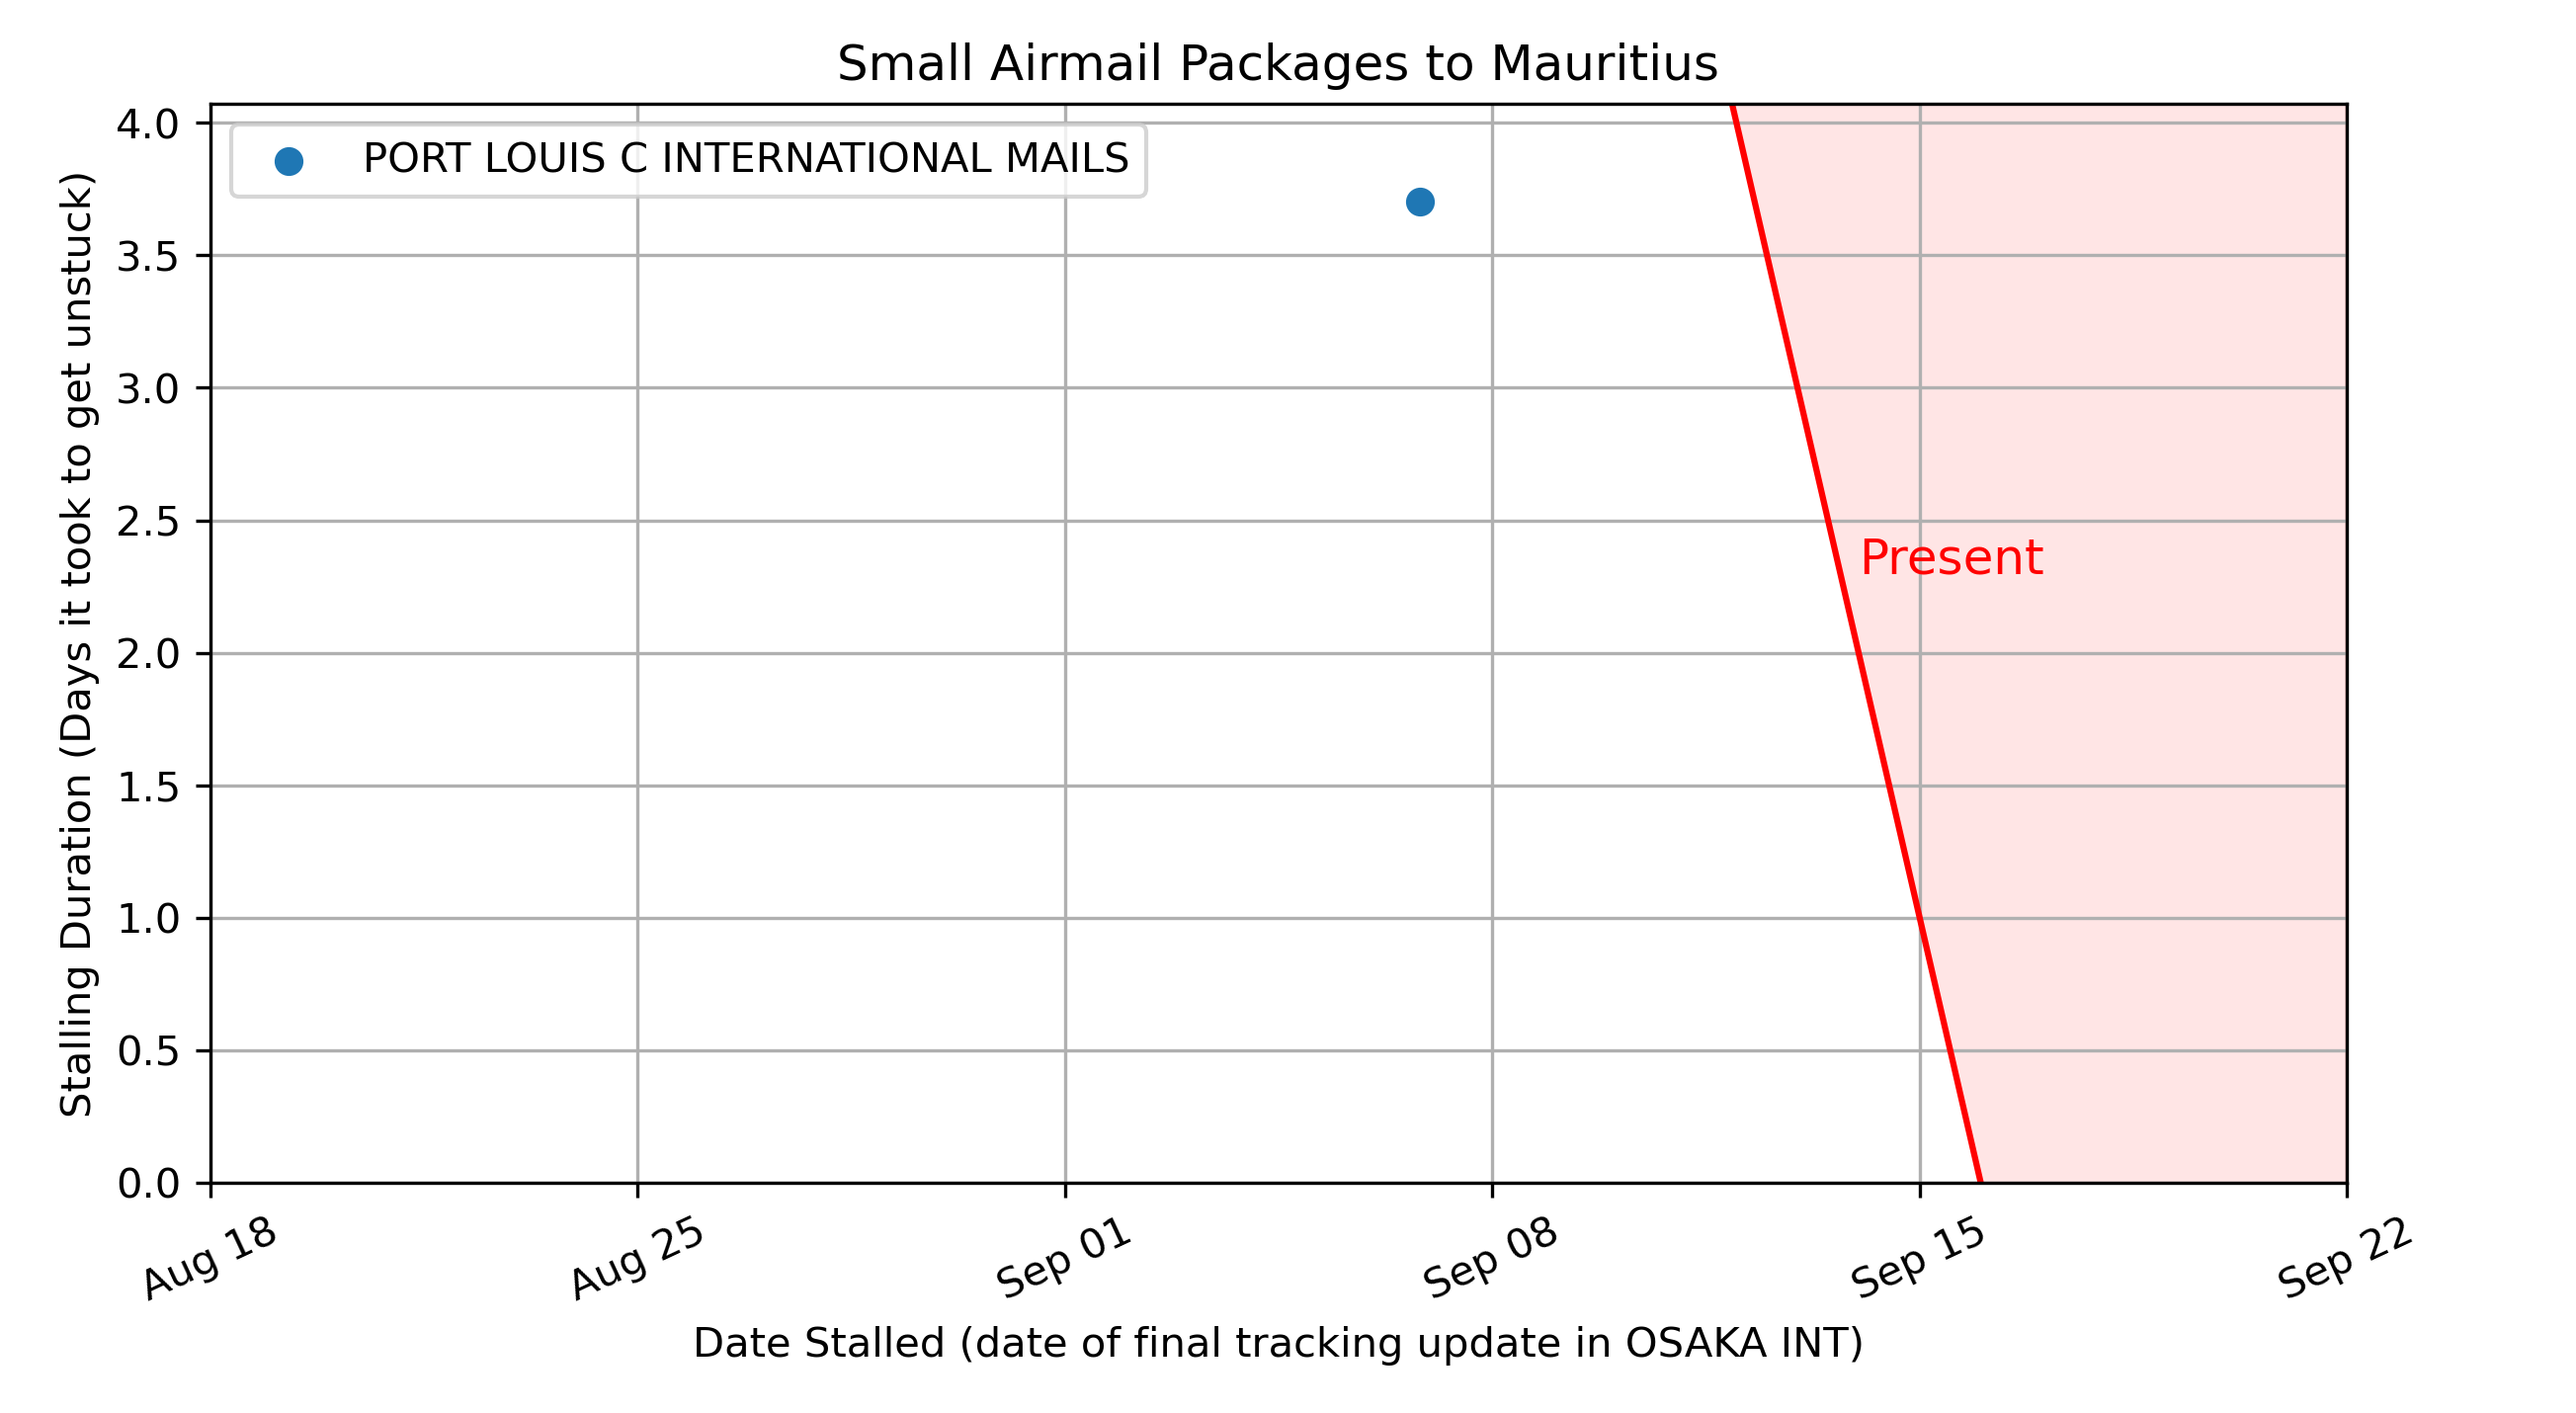 Small Airmail Packages to Mauritius
PORT LOUIS C INTERNATIONAL MAILS
Stalling Duration (Days it took to get unstuck)
4.0
3.5
3.0
2.5
2.0
1.5
1.0
0.5
0.0
Present
Aug 18
Aug 25
Sep 01
Sep 08
Sep 15
Sep 22
Date Stalled (date of final tracking update in OSAKA INT)